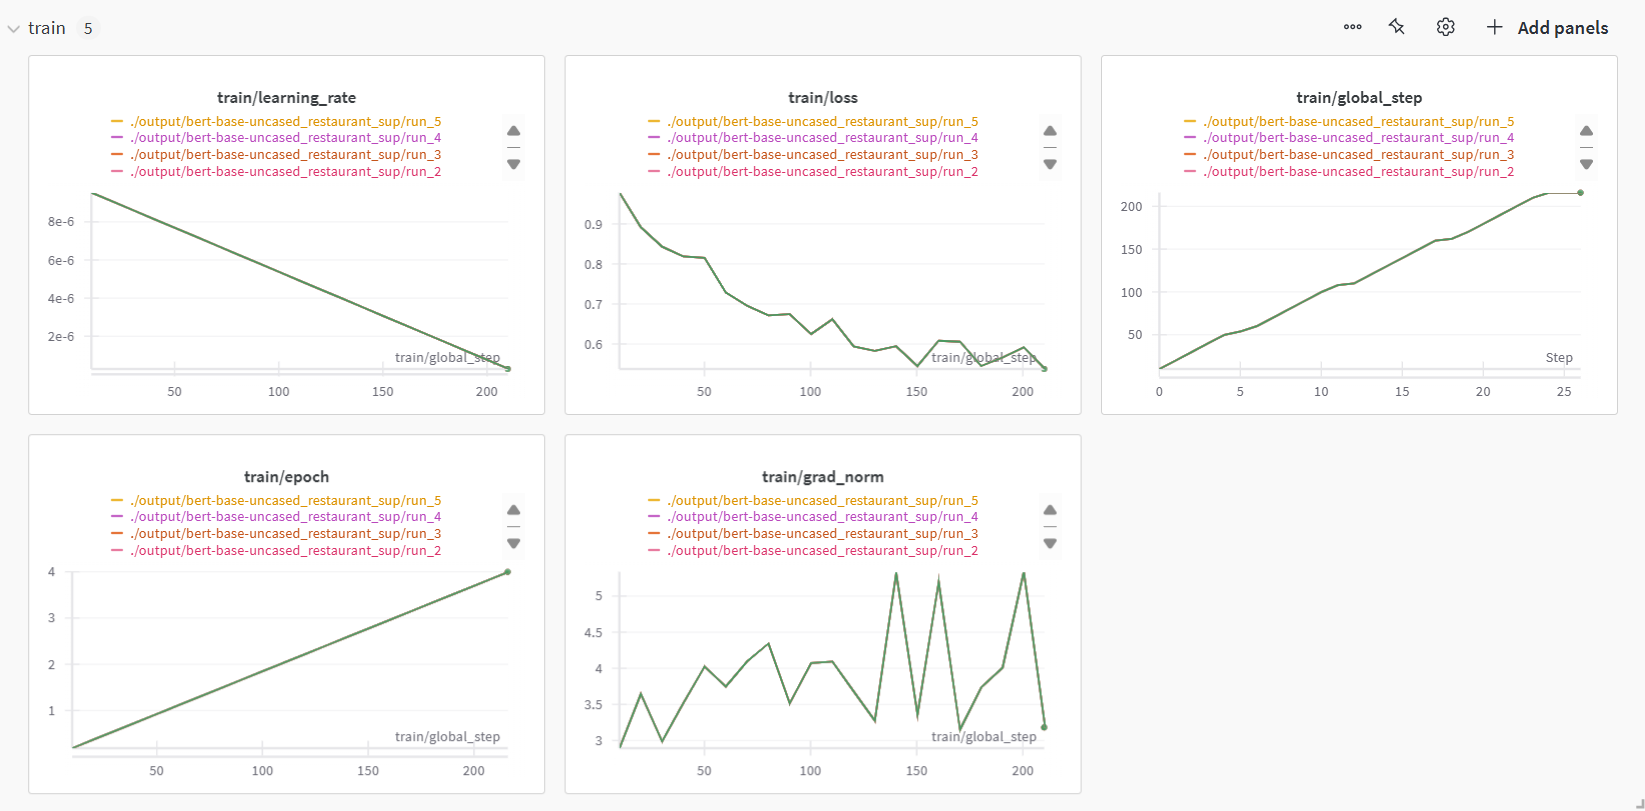 train 5
Add panels
train/learning_rate
./output/bert-base-uncased_restaurant_sup/run_5
./output/bert-base-uncased_restaurant_sup/run_4
./output/bert-base-uncased_restaurant_sup/run_3
./output/bert-base-uncased_restaurant_sup/run_2
8e-6
6e-6
4e-6
2e-6
train/global_step
50 100 150 200
train/loss
./output/bert-base-uncased_restaurant_sup/run_5
./output/bert-base-uncased_restaurant_sup/run_4
./output/bert-base-uncased_restaurant_sup/run_3
./output/bert-base-uncased_restaurant_sup/run_2
0.9
0.8
0.7
0.6
train/global_step
50 100 150 200
train/global_step
./output/bert-base-uncased_restaurant_sup/run_5
./output/bert-base-uncased_restaurant_sup/run_4
./output/bert-base-uncased_restaurant_sup/run_3
./output/bert-base-uncased_restaurant_sup/run_2
200
150
100
50
Step
0 5 10 15 20 25
train/epoch
./output/bert-base-uncased_restaurant_sup/run_5
./output/bert-base-uncased_restaurant_sup/run_4
./output/bert-base-uncased_restaurant_sup/run_3
./output/bert-base-uncased_restaurant_sup/run_2
4
3
2
1
train/global_step
50 100 150 200
train/grad_norm
./output/bert-base-uncased_restaurant_sup/run_5
./output/bert-base-uncased_restaurant_sup/run_4
./output/bert-base-uncased_restaurant_sup/run_3
./output/bert-base-uncased_restaurant_sup/run_2
5
4.5
4
3.5
3
train/global_step
50 100 150 200